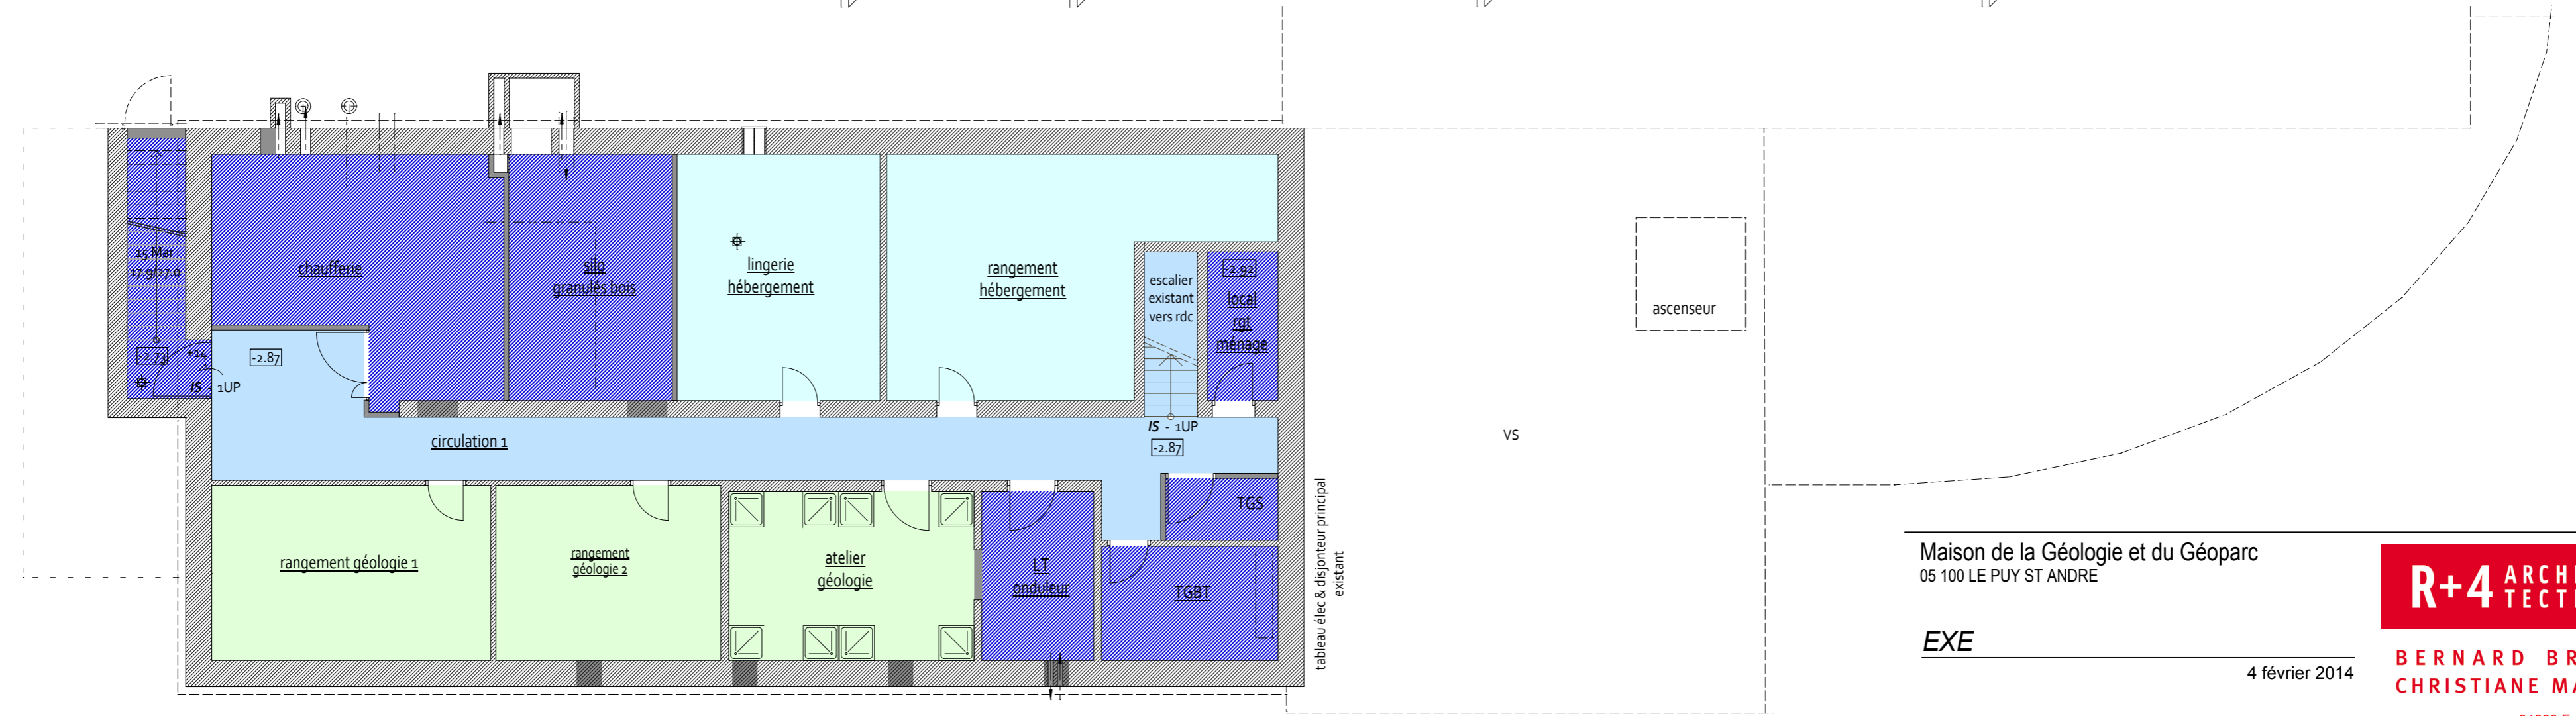 15 Mar
17.9/27.0
-2.73
+14
IS - 1UP
-2.87
chaufferie
silo
granulés bois
lingerie
hébergement
rangement
hébergement
escalier
existant
vers rdc
-2.92
local
rgt
ménage
ascenseur
circulation 1
IS - 1UP
-2.87
VS
rangement géologie 1
rangement
géologie 2
atelier
géologie
LT
onduleur
TGS
TGBT
tableau élec & disjonteur principal
existant
Maison de la Géologie et du Géoparc
05 100 LE PUY ST ANDRE
EXE
4 février 2014
R+4 ARCHI
TECT
BERNARD BR
CHRISTIANE MA